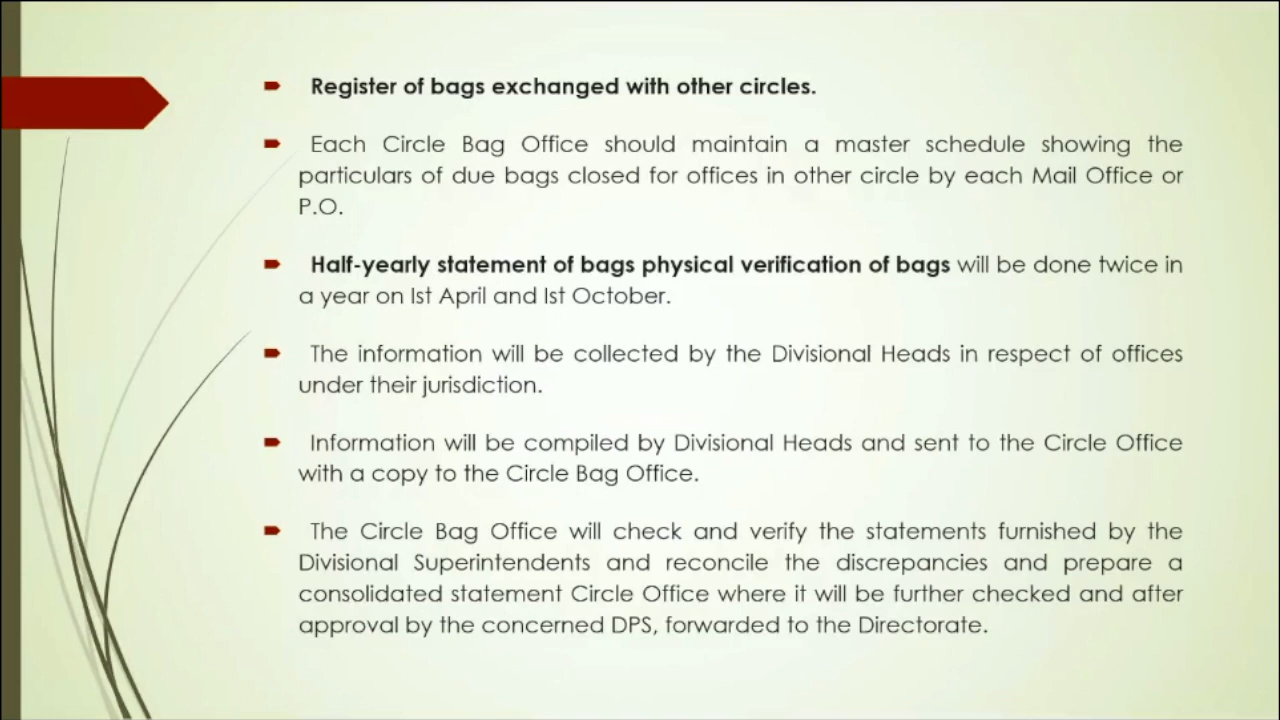 Register of bags exchanged with other circles.
Each Circle Bag Office should maintain a master schedule showing the
particulars of due bags closed for offices in other circle by each Mail Office or
P.O.
Half-yearly statement of bags physical verification of bags will be done twice in
a year on Ist April and Ist October.
The information will be collected by the Divisional Heads in respect of offices
under their jurisdiction.
Information will be compiled by Divisional Heads and sent to the Circle Office
with a copy to the Circle Bag Office.
The Circle Bag Office will check and verify the statements furnished by the
Divisional Superintendents and reconcile the discrepancies and prepare a
consolidated statement Circle Office where it will be further checked and after
approval by the concerned DPS, forwarded to the Directorate.